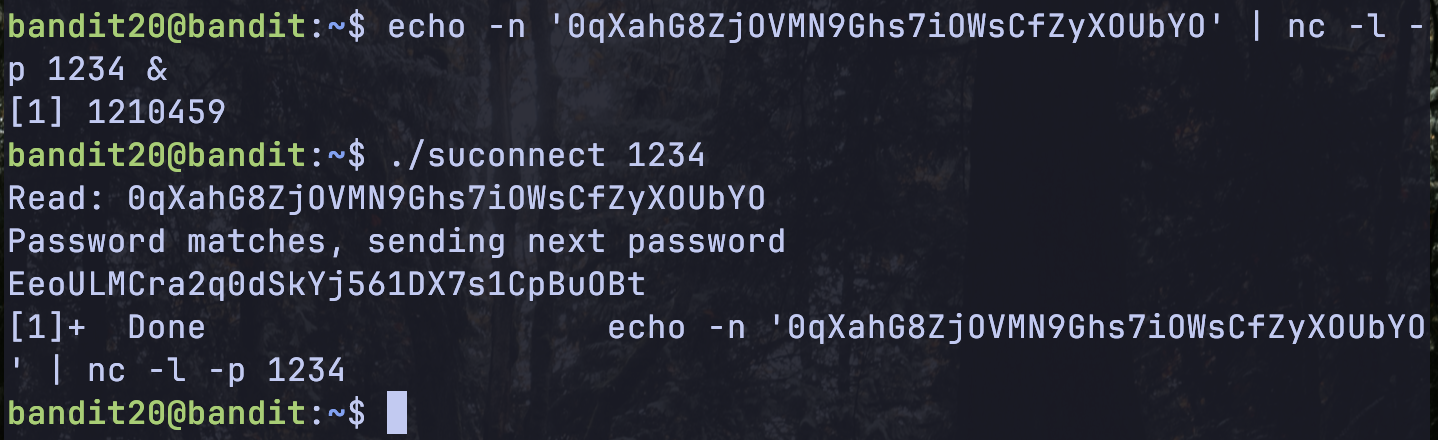 bandit20@bandit:~$ echo -n '0qXahG8ZjOVMN9Ghs7iOWsCfZyXOUbYO' | nc -l -
p 1234 &
[1] 1210459
bandit20@bandit:~$ ./suconnect 1234
Read: 0qXahG8ZjOVMN9Ghs7iOWsCfZyXOUbYO
Password matches, sending next password
EeoULMCra2q0dSkYj561DX7s1CpBuOBt
[1]+  Done                    echo -n '0qXahG8ZjOVMN9Ghs7iOWsCfZyXOUbYO
' | nc -l -p 1234
bandit20@bandit:~$